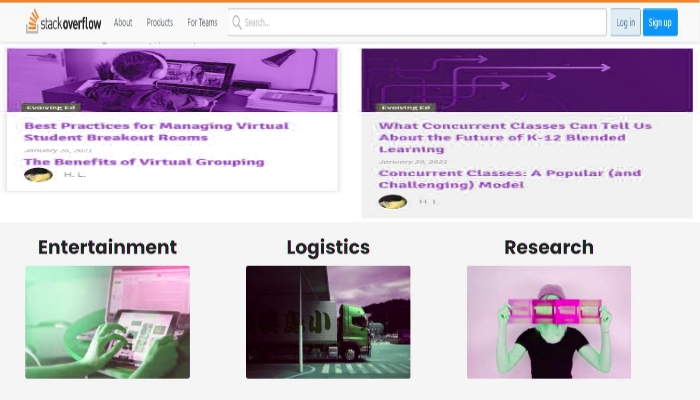 stackoverflow About Products For Teams Search.. Log in Sign up
Evolving Ed
Best Practices for Managing Virtual
Student Breakout Rooms
January 26, 2021
The Benefits of Virtual Grouping
H. L.
Evolving Ed
What Concurrent Classes Can Tell Us
About the Future of K-12 Blended
Learning
January 20, 2021
Concurrent Classes: A Popular (and
Challenging) Model
H. L.
Entertainment Logistics Research